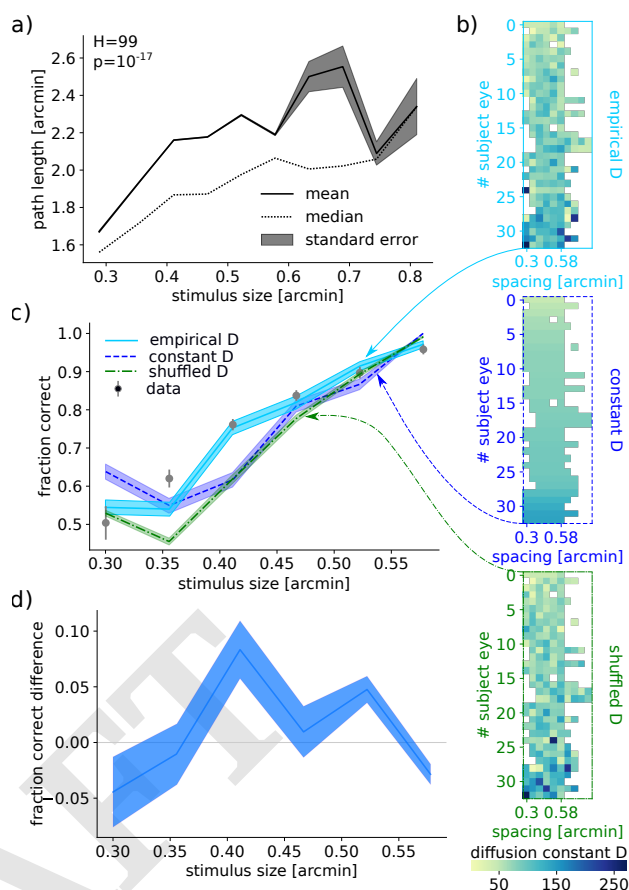 a)
H=99
p=10⁻¹⁷
2.6
2.4
2.2
2.0
1.8
1.6
path length [arcmin]
mean
median
standard error
0.3 0.4 0.5 0.6 0.7 0.8
stimulus size [arcmin]
b)
0
5
10
15
20
25
30
# subject eye
empirical D
0.3 0.58
spacing [arcmin]
0
5
10
15
20
25
30
# subject eye
constant D
0.3 0.58
spacing [arcmin]
0
5
10
15
20
25
30
# subject eye
shuffled D
0.3 0.58
spacing [arcmin]
diffusion constant D
50 150 250
c)
1.0
0.9
0.8
0.7
0.6
0.5
fraction correct
empirical D
constant D
shuffled D
data
0.30 0.35 0.40 0.45 0.50 0.55
stimulus size [arcmin]
d)
0.10
0.05
0.00
−0.05
fraction correct difference
0.30 0.35 0.40 0.45 0.50 0.55
stimulus size [arcmin]